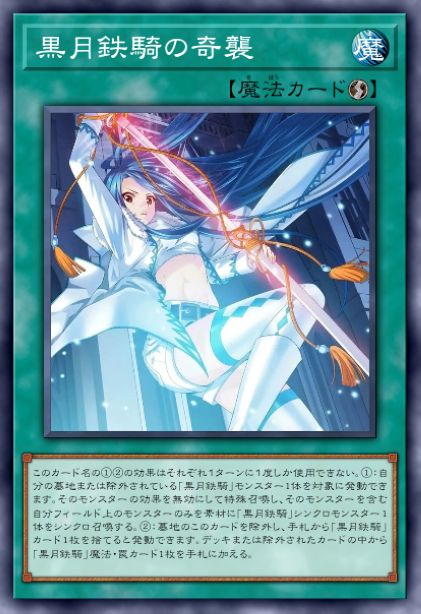 黒月鉄騎の奇襲
魔
【魔法カード】
このカード名の①②の効果はそれぞれ1ターンに1度しか使用できない。①:自
分の墓地または除外されている｢黒月鉄騎｣モンスター1体を対象に発動でき
ます。そのモンスターの効果を無効にして特殊召喚し、そのモンスターを含む
自分フィールド上のモンスターのみを素材に｢黒月鉄騎｣シンクロモンスター1
体をシンクロ召喚する。②:墓地のこのカードを除外し、手札から｢黒月鉄騎｣
カード1枚を捨てると発動できます。デッキまたは除外されたカードの中から
｢黒月鉄騎｣魔法・罠カード1枚を手札に加える。